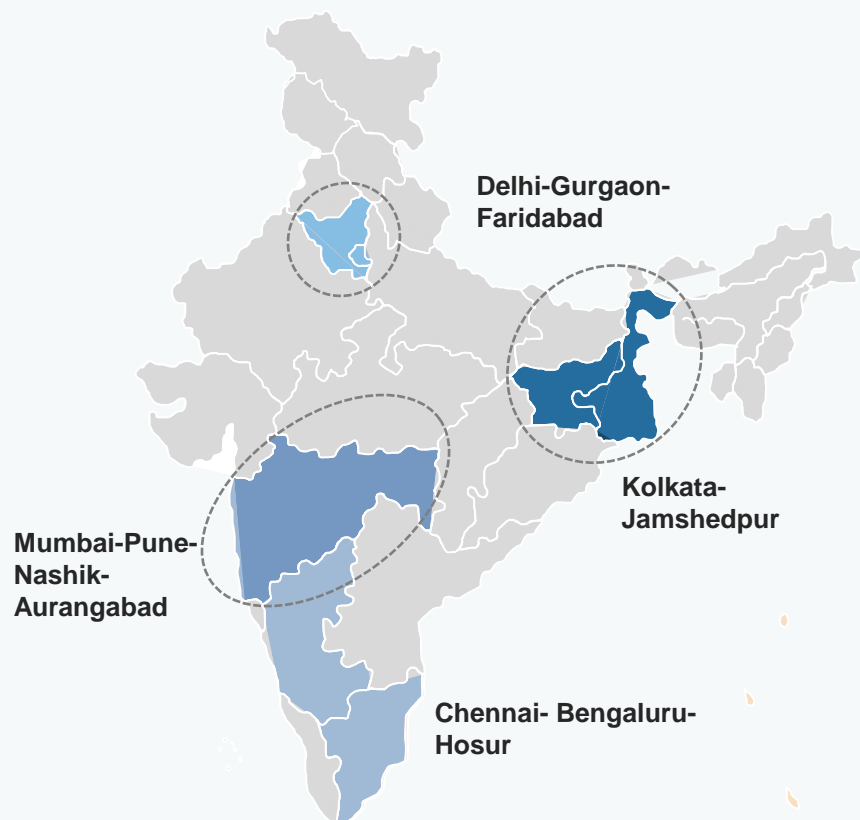 Delhi-Gurgaon-
Faridabad
Kolkata-
Jamshedpur
Mumbai-Pune-
Nashik-
Aurangabad
Chennai- Bengaluru-
Hosur